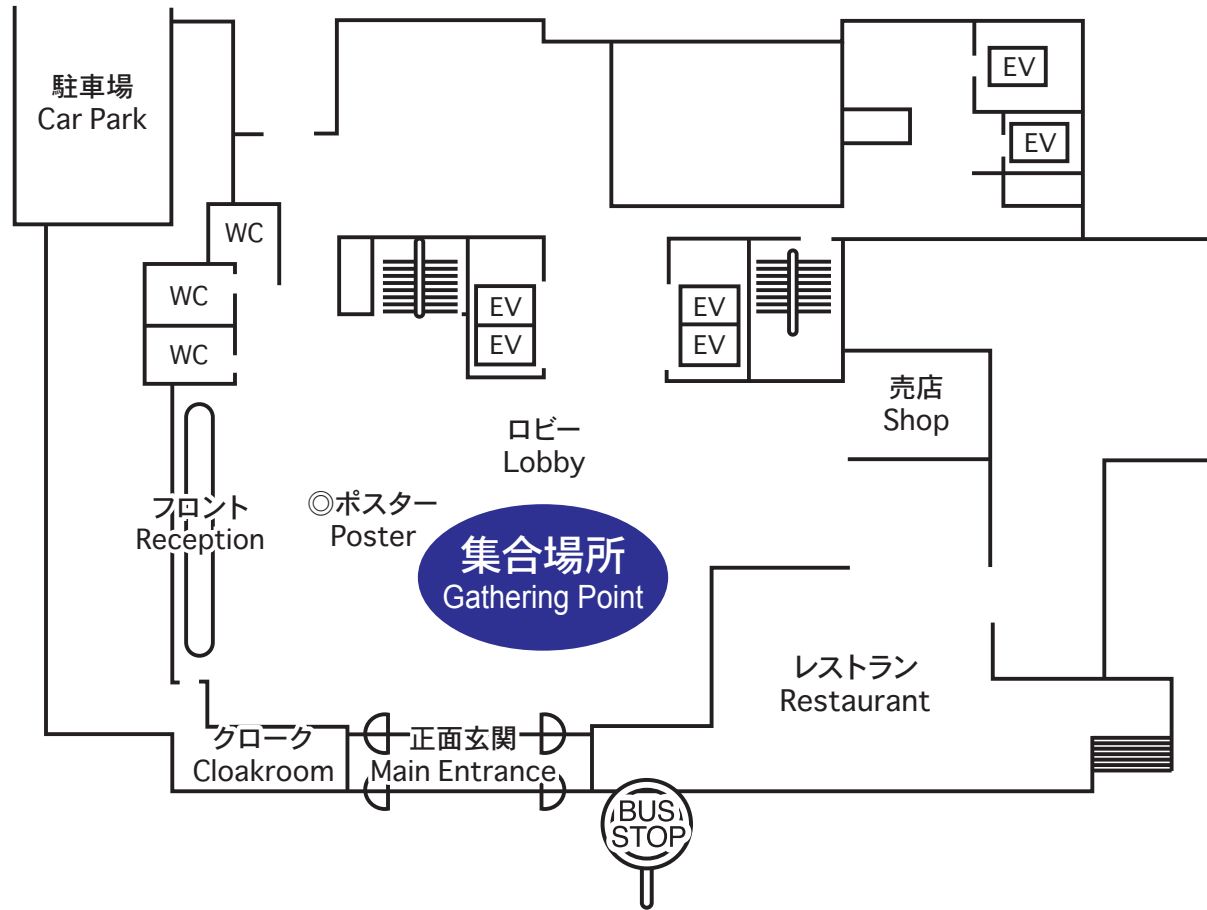 駐車場
Car Park
EV
EV
WC
WC
WC
EV
EV
EV
EV
売店
Shop
ロビー
Lobby
フロント
Reception
◎ポスター
Poster
集合場所
Gathering Point
レストラン
Restaurant
クローク
Cloakroom
正面玄関
Main Entrance
BUS
STOP